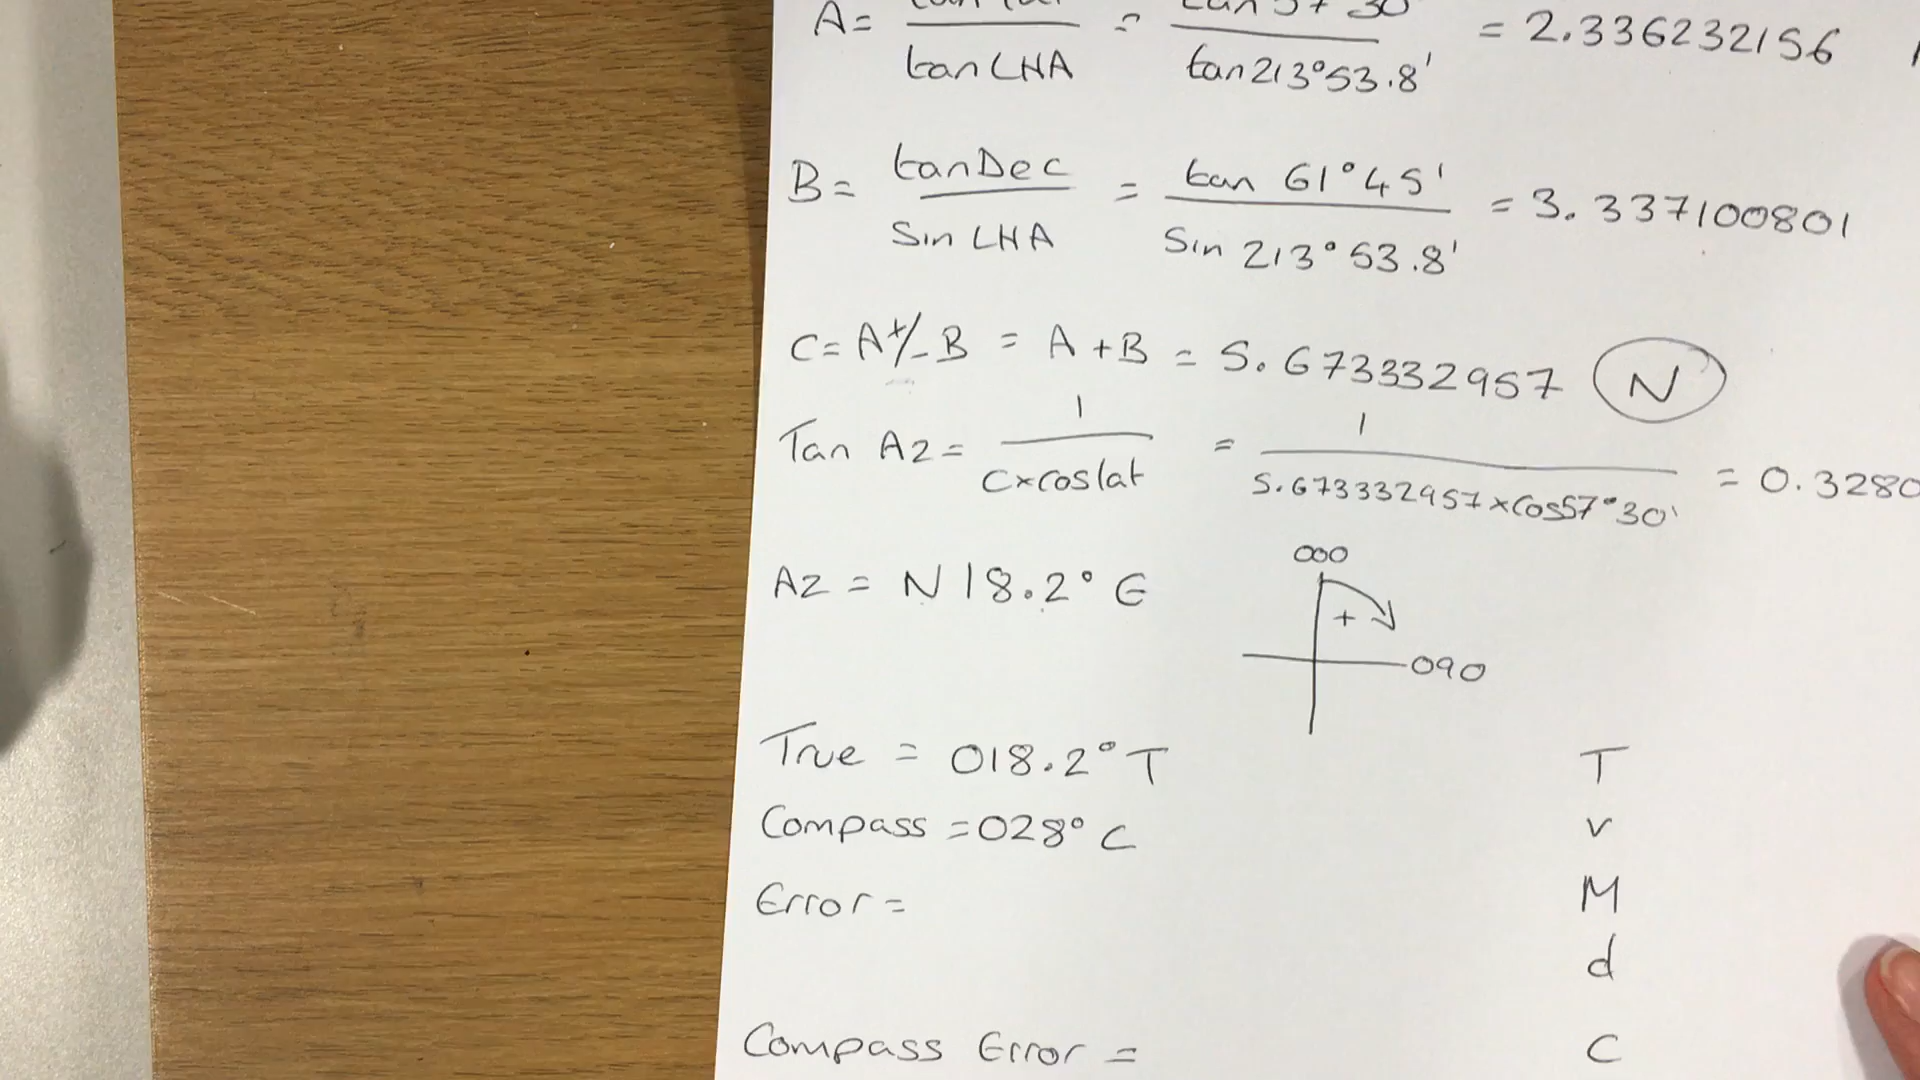 A = / tan LHA = / tan 213°53.8' = 2.336232156
B = tan Dec / Sin LHA = tan 61°45' / Sin 213°53.8' = 3.337100801
C = A +/- B = A + B = 5.673332957 N
Tan Az = 1 / C×cos lat = 1 / 5.673332957 × Cos57°30' = 0.3280
000
Az = N 18.2° E
+
090
True = 018.2° T
T
Compass = 028° C
v
Error =
M
d
Compass Error =
C